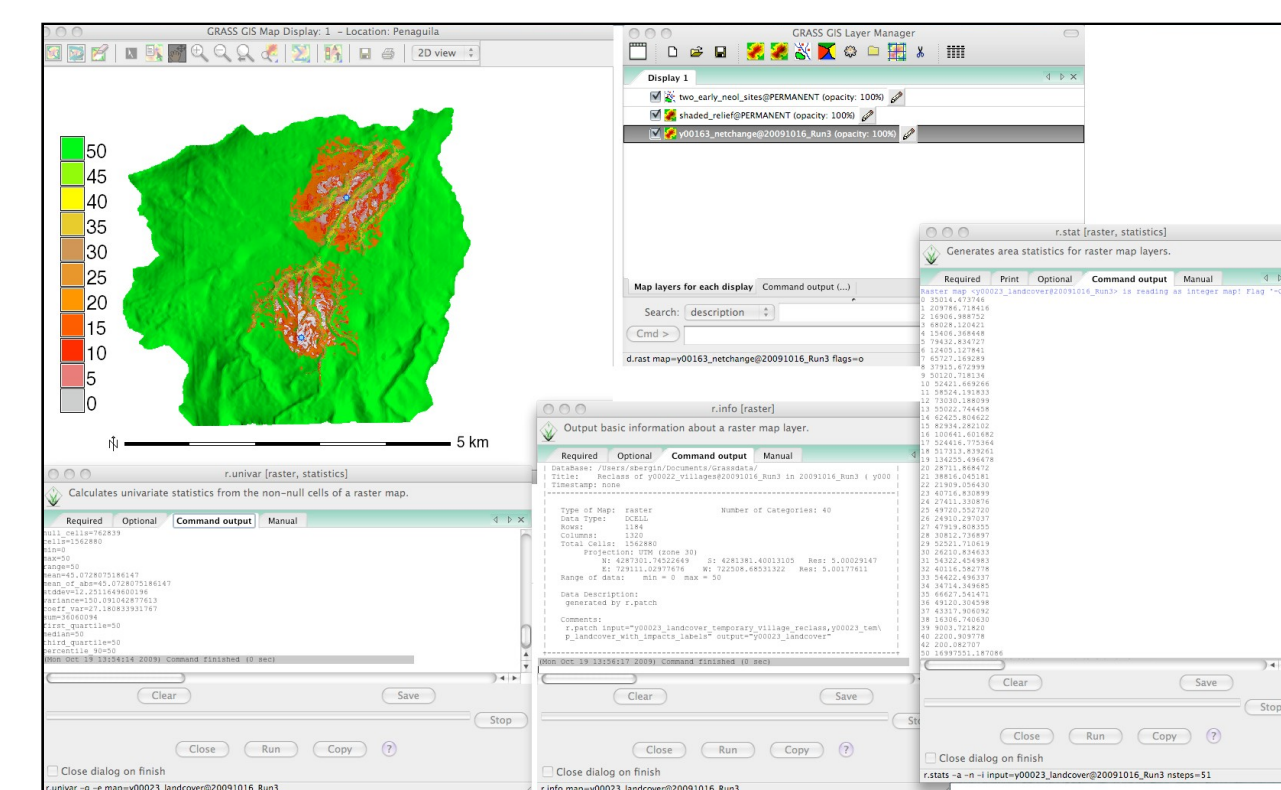 GRASS GIS Map Display: 1 - Location: Penaguila
2D view
50
45
40
35
30
25
20
15
10
5
0
N
5 km
GRASS GIS Layer Manager
Display 1
two_early_neol_sites@PERMANENT (opacity: 100%)
shaded_relief@PERMANENT (opacity: 100%)
y00163_netchange@20091016_Run3 (opacity: 100%)
Map layers for each display Command output (...)
Search: description
Cmd >
d.rast map=y00163_netchange@20091016_Run3 flags=o
r.univar [raster, statistics]
Calculates univariate statistics from the non-null cells of a raster map.
Required Optional Command output Manual
null_cells=762839
cells=1562880
min=0
max=50
range=50
mean=45.0728075186147
mean_of_abs=45.0728075186147
stddev=12.2511649600196
variance=150.091042877613
coeff_var=27.180833931767
sum=36060094
first_quartile=50
median=50
third_quartile=50
percentile_90=50
(Mon Oct 19 13:54:14 2009) Command finished (0 sec)
Clear Save
Stop
Close Run Copy ?
Close dialog on finish
r.univar -g -e map=y00023_landcover@20091016_Run3
r.info [raster]
Output basic information about a raster map layer.
Required Optional Command output Manual
| DataBase: /Users/sbergin/Documents/Grassdata/
| Title: Reclass of y00022_villages@20091016_Run3 in 20091016_Run3 ( y000 |
| Timestamp: none
Type of Map: raster Number of Categories: 40
Data Type: DCELL
Rows: 1184
Columns: 1320
Total Cells: 1562880
Projection: UTM (zone 30)
N: 4287301.74522649 S: 4281381.40013105 Res: 5.00029147
E: 729111.02977676 W: 722508.68531322 Res: 5.00177611
Range of data: min = 0 max = 50
Data Description:
generated by r.patch
Comments:
r.patch input="y00023_landcover_temporary_village_reclass,y00023_tem\
p_landcover_with_impacts_labels" output="y00023_landcover"
(Mon Oct 19 13:56:17 2009) Command finished (0 sec)
Clear Save
Close Run Copy ?
Close dialog on finish
r.info map=y00023_landcover@20091016_Run3
r.stat [raster, statistics]
Generates area statistics for raster map layers.
Required Print Optional Command output Manual
Raster map <y00023_landcover@20091016_Run3> is reading as integer map! Flag '-
0 35014.473746
1 209786.718416
2 16906.988752
3 68028.120421
4 15406.368448
5 79432.834727
6 12405.127841
7 65727.169289
8 37915.672999
9 50120.718134
10 52421.669266
11 58524.191833
12 73030.188099
13 55022.744458
14 62425.804622
15 82934.282102
16 100641.601682
17 524416.775364
18 517313.839261
19 134255.496478
20 28711.868472
21 38816.045181
22 21909.056430
23 40716.830899
24 27411.330876
25 49720.552720
26 24910.297037
27 47919.808355
28 30812.736897
29 52521.710619
30 26210.834633
31 54322.454983
32 40116.582778
33 54422.496337
34 34714.349685
35 66627.541471
36 49120.304598
37 43317.906092
38 16306.740630
39 9003.721820
40 2200.909778
42 200.082707
50 16997551.187086
Clear Save
Stop
Close Run Copy ?
Close dialog on finish
r.stats -a -n -i input=y00023_landcover@20091016_Run3 nsteps=51